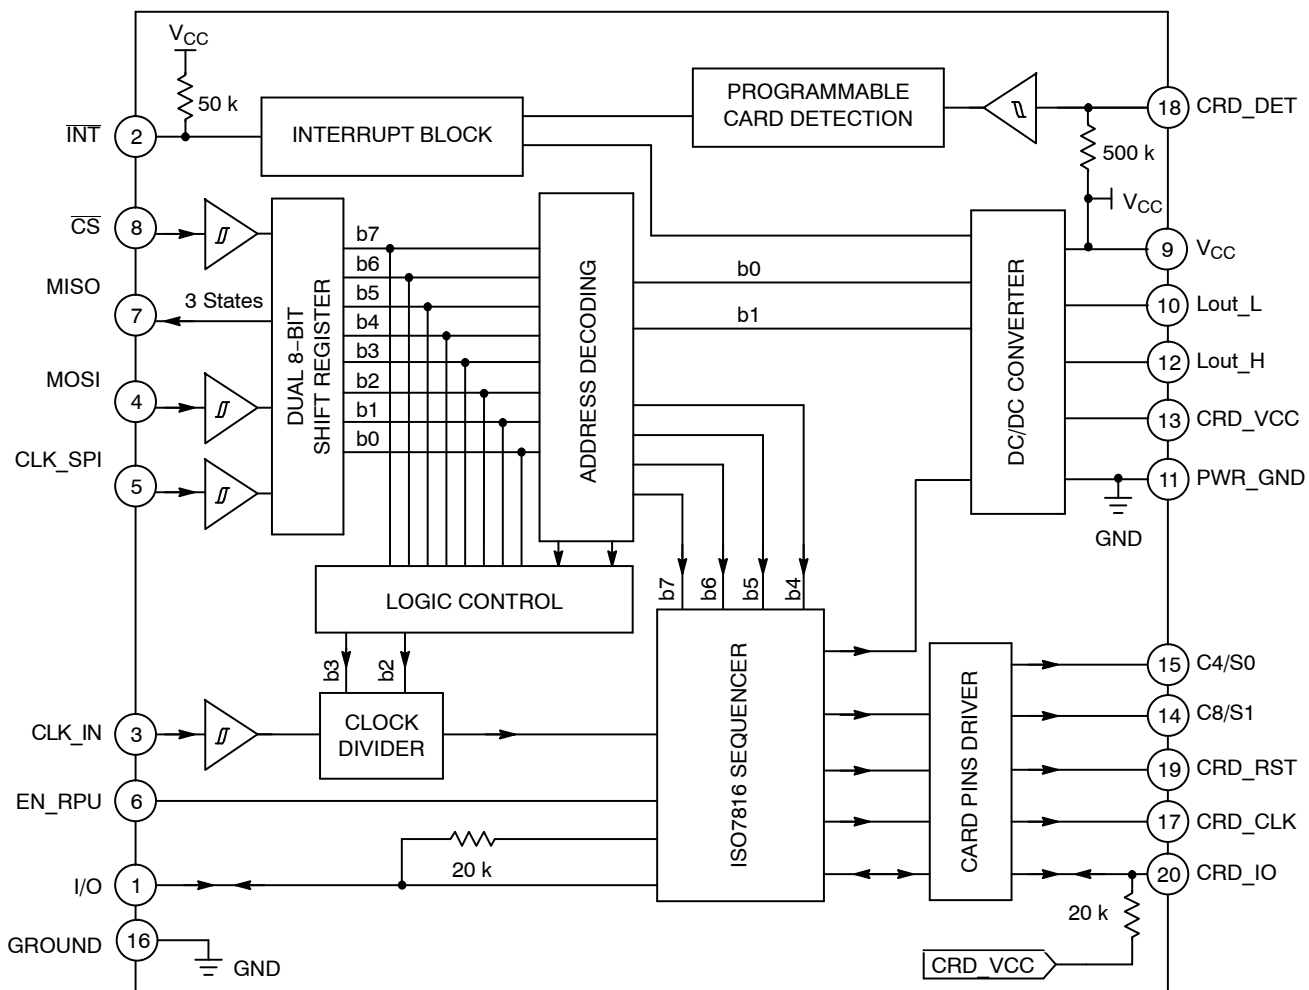 VCC
50 k
INT
2
INTERRUPT BLOCK
PROGRAMMABLE
CARD DETECTION
18
CRD_DET
500 k
VCC
CS
8
MISO
7
3 States
MOSI
4
CLK_SPI
5
DUAL 8–BIT
SHIFT REGISTER
b7
b6
b5
b4
b3
b2
b1
b0
ADDRESS DECODING
b0
b1
DC/DC CONVERTER
9
VCC
10
Lout_L
12
Lout_H
13
CRD_VCC
11
PWR_GND
GND
LOGIC CONTROL
b7
b6
b5
b4
b3
b2
CLK_IN
3
CLOCK
DIVIDER
EN_RPU
6
20 k
I/O
1
GROUND
16
GND
ISO7816 SEQUENCER
CARD PINS DRIVER
15
C4/S0
14
C8/S1
19
CRD_RST
17
CRD_CLK
20
CRD_IO
20 k
CRD_VCC